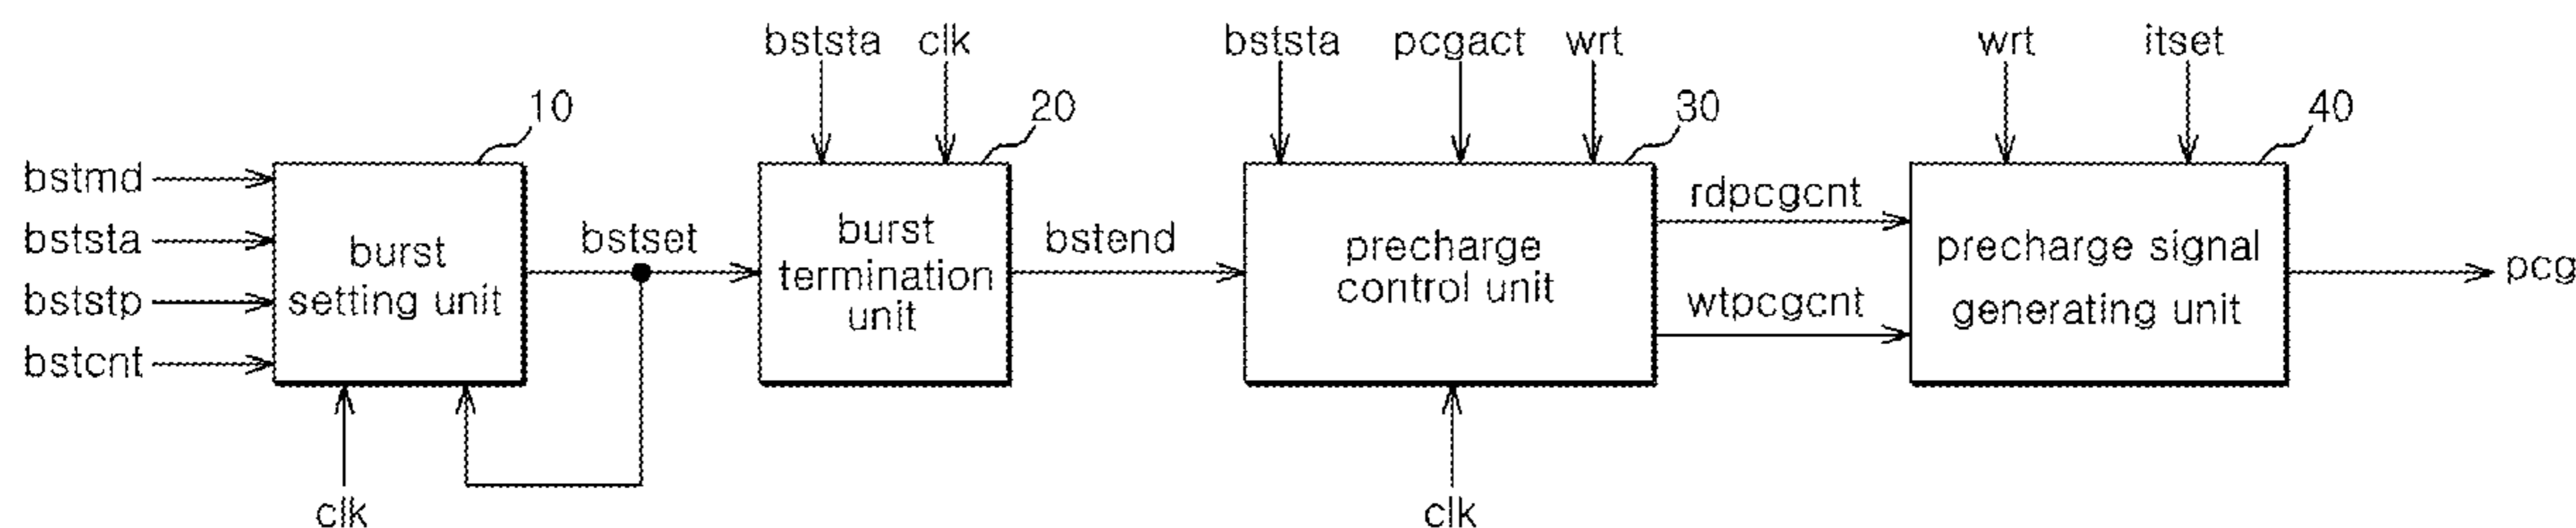 bststa clk bststa pcgact wrt wrt itset
10 20 30 40
bstmd
bststa
bststp
bstcnt
burst
setting unit
bstset
burst
termination
unit
bstend
precharge
control unit
rdpcgcnt
wtpcgcnt
precharge signal
generating unit
pcg
clk clk